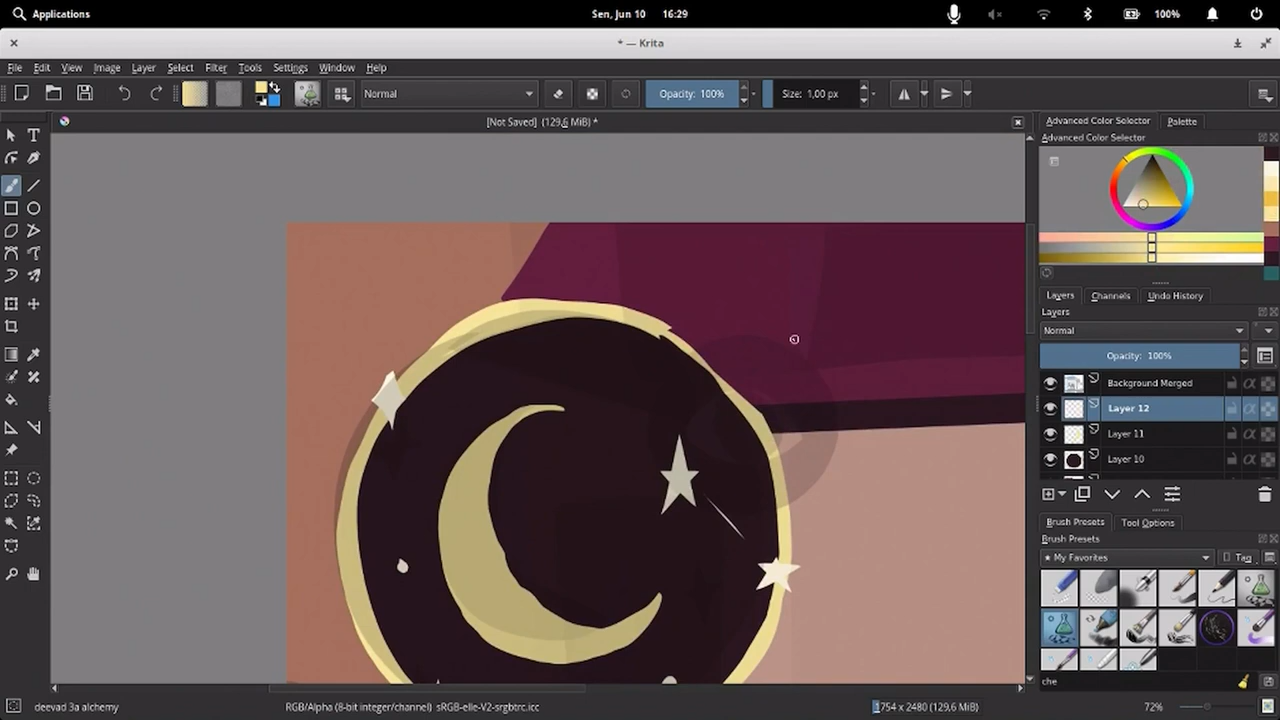 Applications
Sen, Jun 10 16:29
100%
* — Krita
File Edit View Image Layer Select Filter Tools Settings Window Help
Normal
Opacity: 100%
Size: 1,00 px
[Not Saved] (129,6 MiB) *
Advanced Color Selector Palette
Advanced Color Selector
Layers Channels Undo History
Layers
Normal
Opacity: 100%
Background Merged
Layer 12
Layer 11
Layer 10
Brush Presets Tool Options
Brush Presets
★ My Favorites
Tag
che
deevad 3a alchemy
RGB/Alpha (8-bit integer/channel) sRGB-elle-V2-srgbtrc.icc
1754 x 2480 (129,6 MiB)
72%